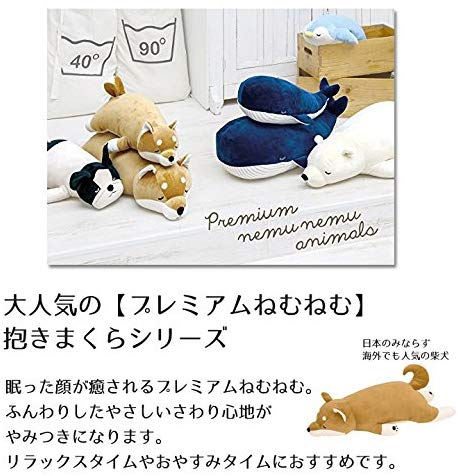 40°
90°
Premium
nemu nemu
animals
大人気の【プレミアムねむねむ】
抱きまくらシリーズ
日本のみならず
海外でも人気の柴犬
眠った顔が癒されるプレミアムねむねむ。
ふんわりしたやさしいさわり心地が
やみつきになります。
リラックスタイムやおやすみタイムにおすすめです。